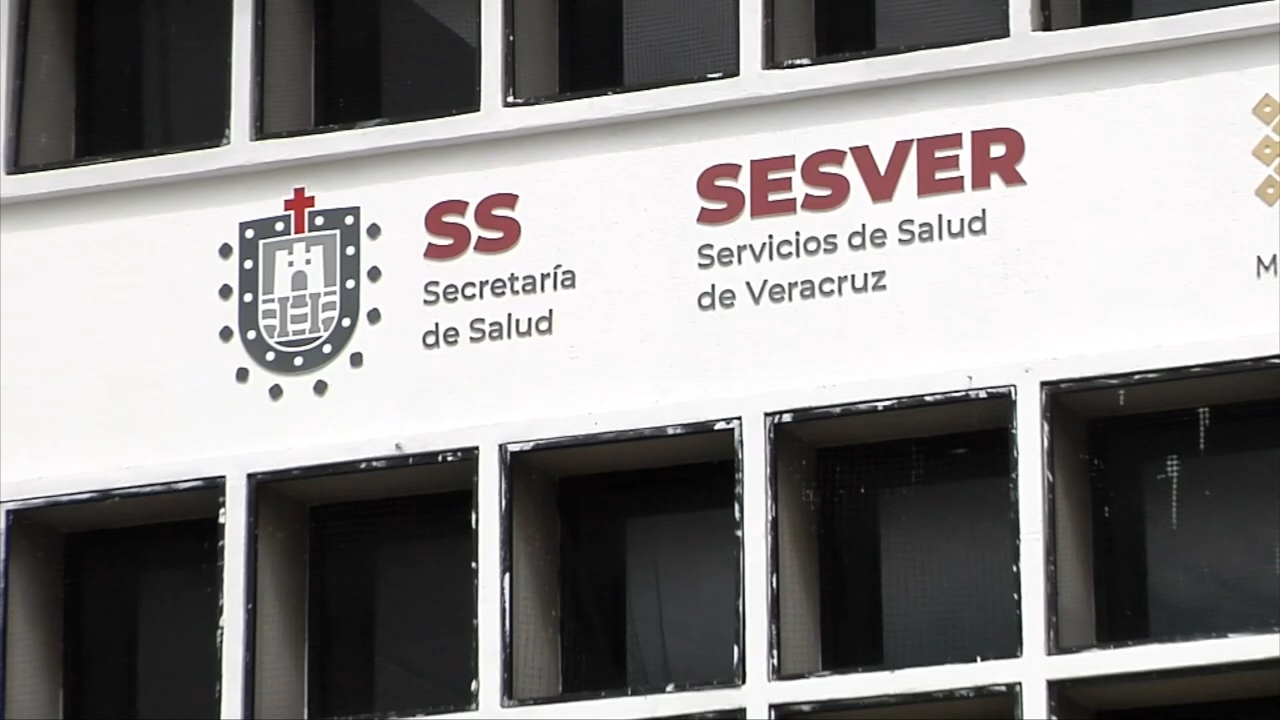 SS
Secretaría
de Salud
SESVER
Servicios de Salud
de Veracruz
M